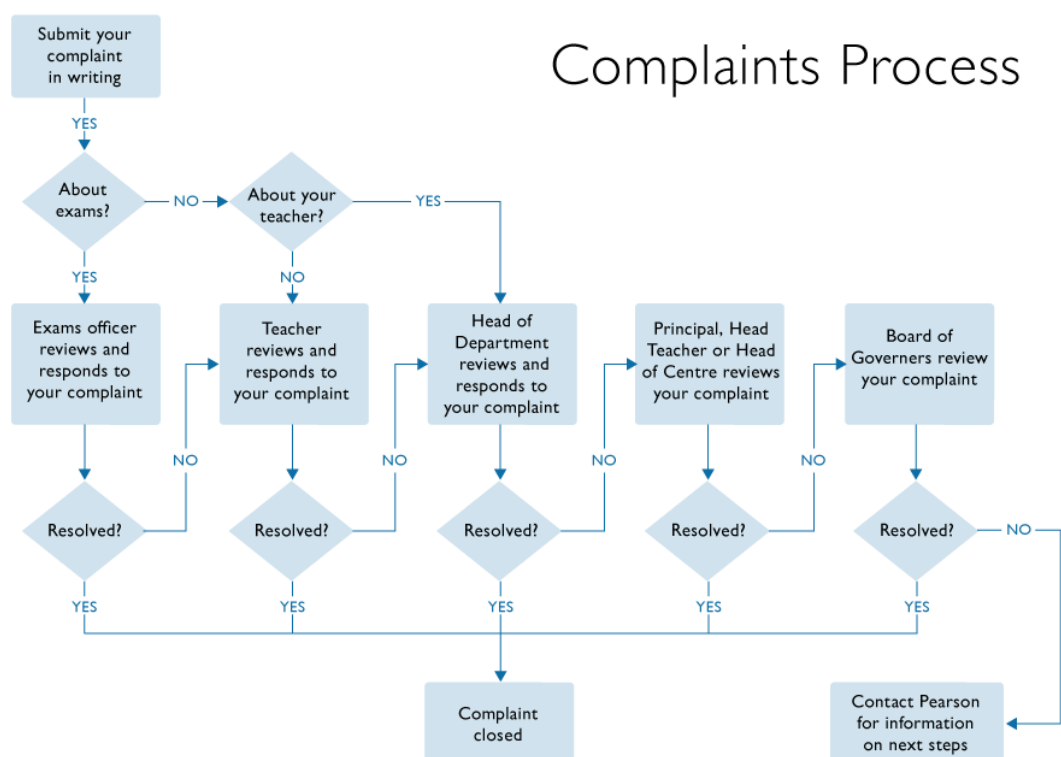 Submit your
complaint
in writing
Complaints Process
YES
About
exams?
NO
About your
teacher?
YES
YES
NO
Exams officer
reviews and
responds to
your complaint
Teacher
reviews and
responds to
your complaint
Head of
Department
reviews and
responds to
your complaint
Principal, Head
Teacher or Head
of Centre reviews
your complaint
Board of
Governers review
your complaint
NO
NO
NO
NO
Resolved?
Resolved?
Resolved?
Resolved?
Resolved?
NO
YES
YES
YES
YES
YES
Complaint
closed
Contact Pearson
for information
on next steps